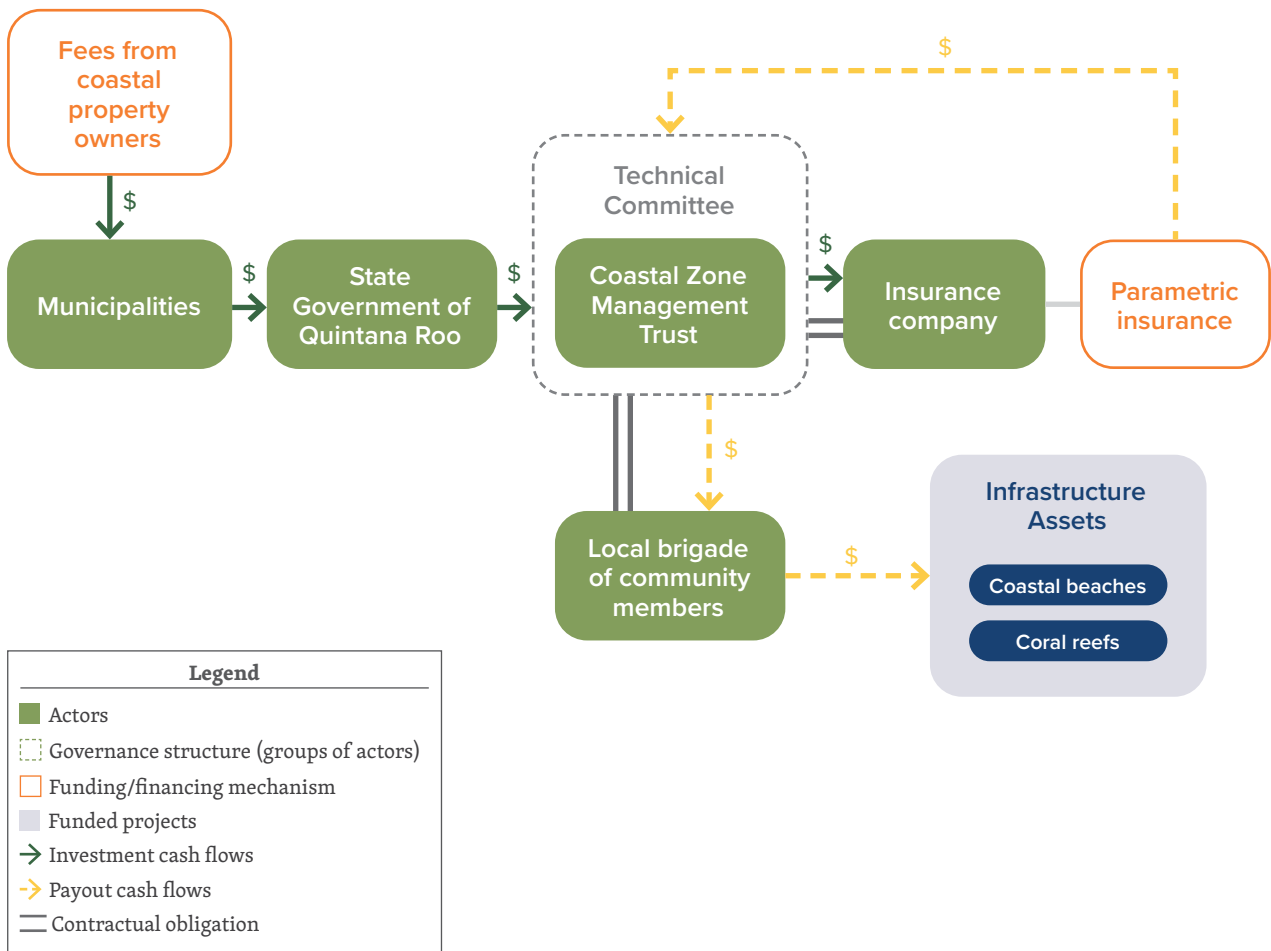 Fees from
coastal
property
owners
$
$
Technical
Committee
$
$
$
Municipalities
State
Government of
Quintana Roo
Coastal Zone
Management
Trust
Insurance
company
Parametric
insurance
$
Local brigade
of community
members
$
Infrastructure
Assets
Coastal beaches
Coral reefs
Legend
Actors
Governance structure (groups of actors)
Funding/financing mechanism
Funded projects
Investment cash flows
Payout cash flows
Contractual obligation